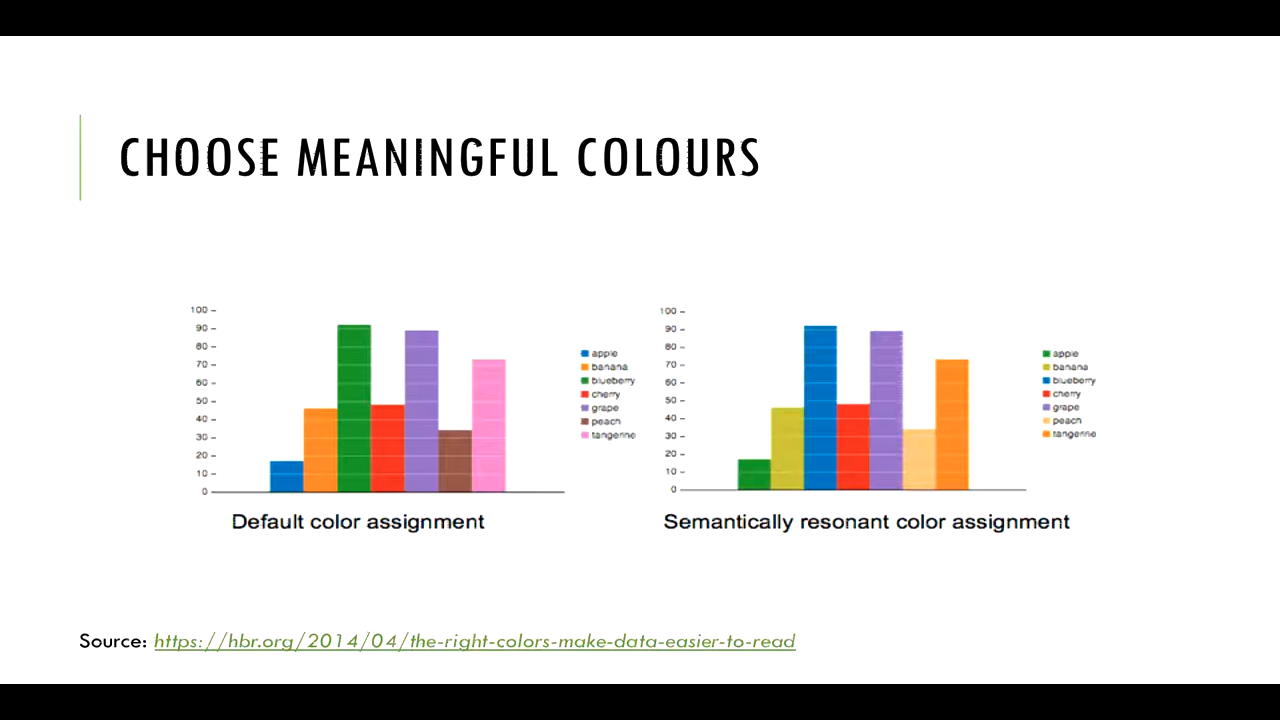 CHOOSE MEANINGFUL COLOURS
100
90
80
70
60
50
40
30
20
10
0
apple
banana
blueberry
cherry
grape
peach
tangerine
Default color assignment
100
90
80
70
60
50
40
30
20
10
0
apple
banana
blueberry
cherry
grape
peach
tangerine
Semantically resonant color assignment
Source: https://hbr.org/2014/04/the-right-colors-make-data-easier-to-read